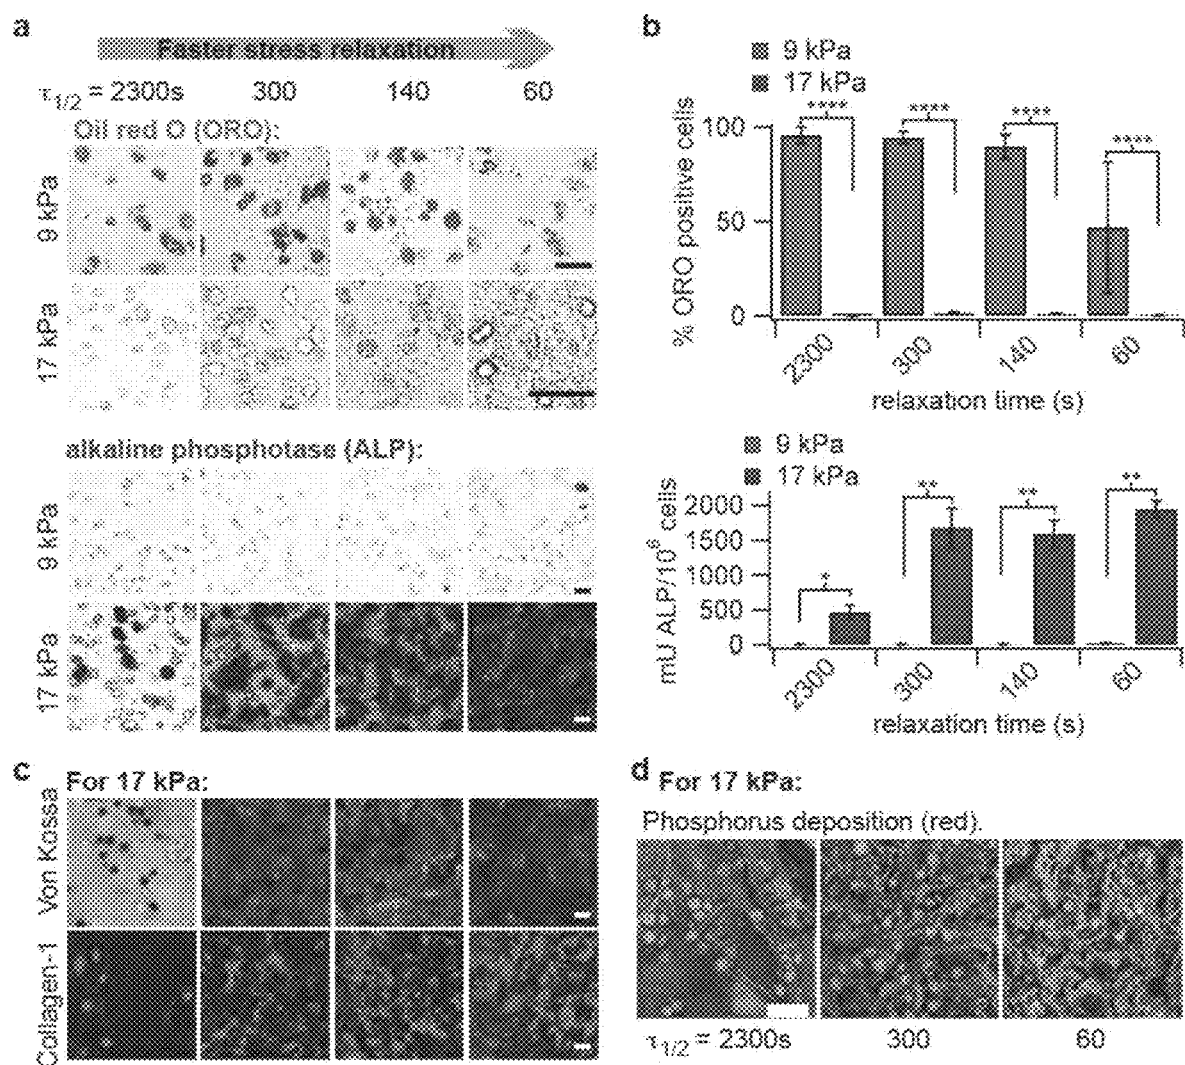 a
Faster stress relaxation
τ1/2 = 2300s 300 140 60
Oil red O (ORO):
9 kPa
17 kPa
alkaline phosphotase (ALP):
9 kPa
17 kPa
b
9 kPa
17 kPa
**** **** **** ****
% ORO positive cells
100
50
0
2300 300 140 60
relaxation time (s)
9 kPa
17 kPa
* ** ** **
mU ALP/10⁶ cells
2000
1500
1000
500
0
2300 300 140 60
relaxation time (s)
c
For 17 kPa:
Von Kossa
Collagen-1
d
For 17 kPa:
Phosphorus deposition (red).
τ1/2 = 2300s 300 60